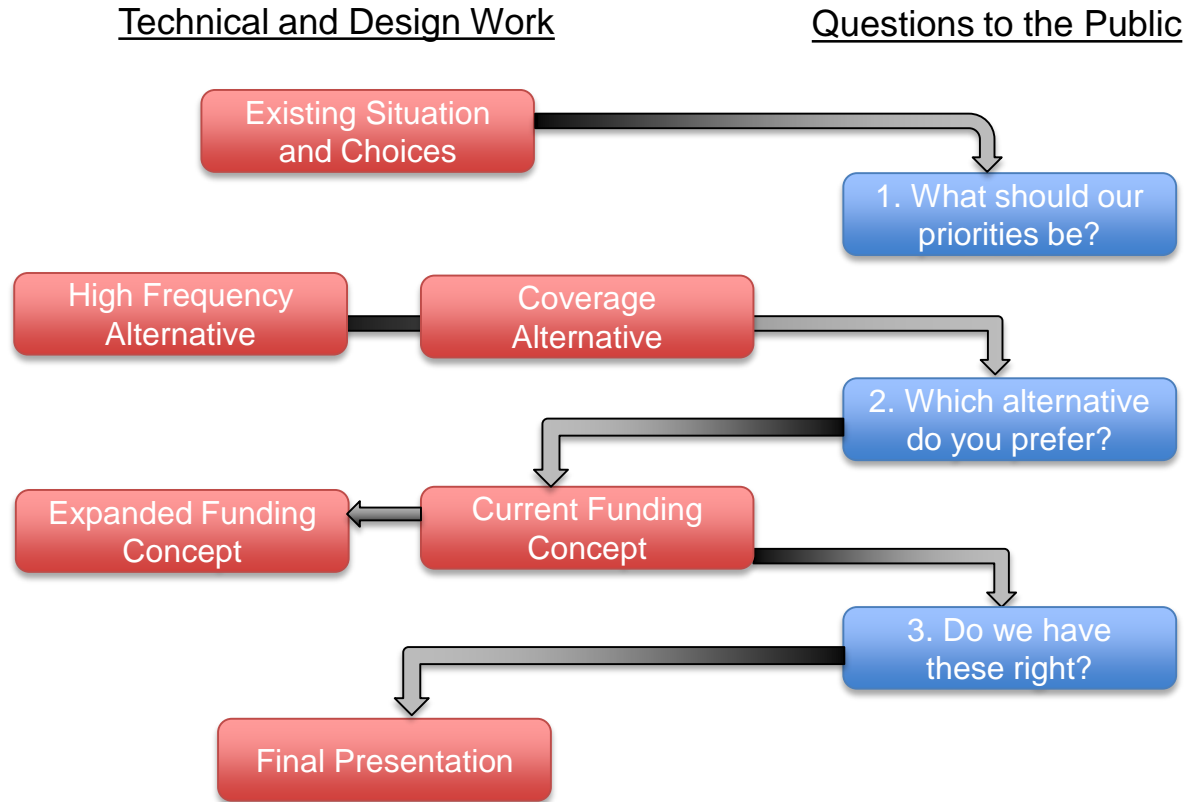 Technical and Design Work
Questions to the Public
Existing Situation
and Choices
1. What should our
priorities be?
High Frequency
Alternative
Coverage
Alternative
2. Which alternative
do you prefer?
Expanded Funding
Concept
Current Funding
Concept
3. Do we have
these right?
Final Presentation